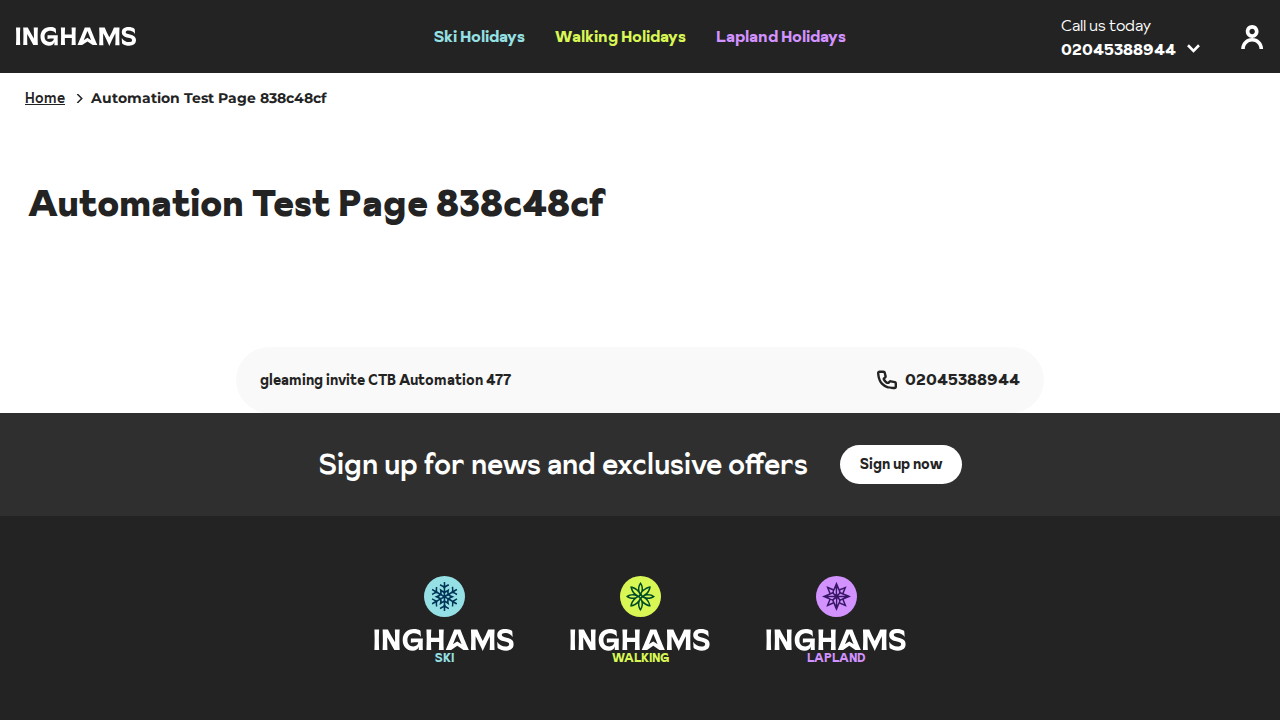 INGHAMS
Ski Holidays
Walking Holidays
Lapland Holidays
Call us today
02045388944
Home
Automation Test Page 838c48cf
Automation Test Page 838c48cf
gleaming invite CTB Automation 477
02045388944
Sign up for news and exclusive offers
Sign up now
INGHAMS
SKI
INGHAMS
WALKING
INGHAMS
LAPLAND